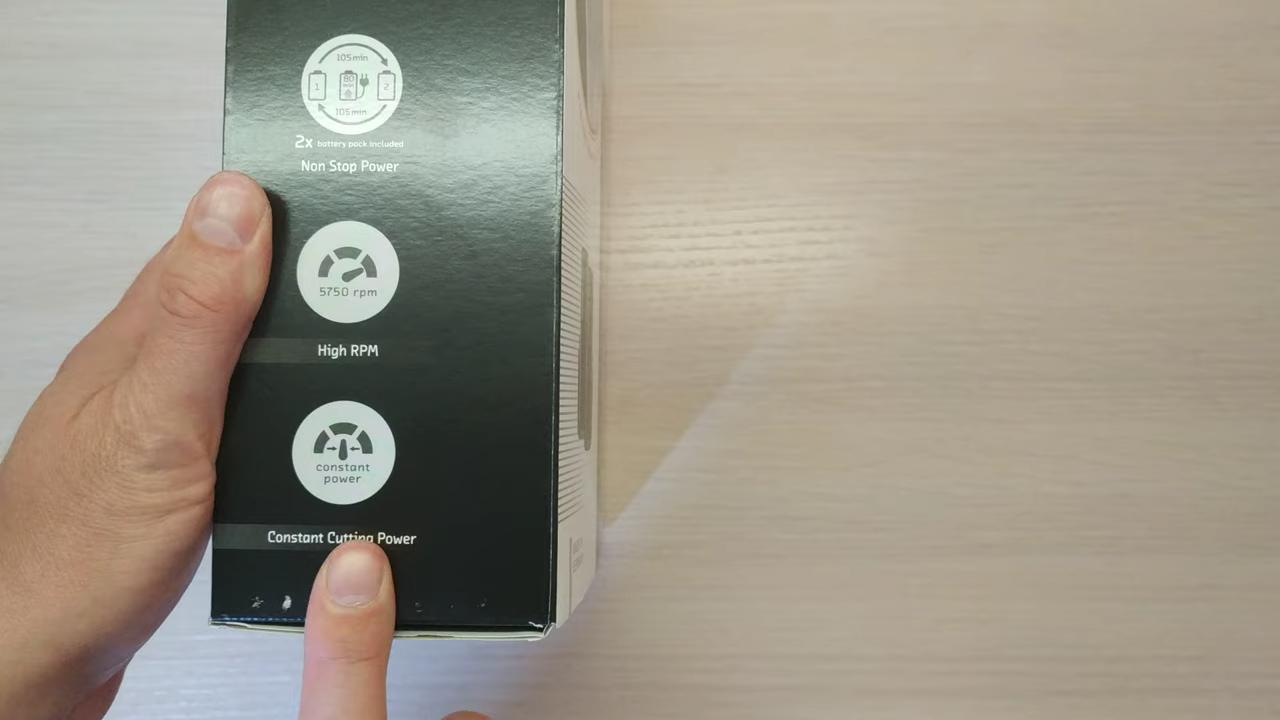 105min
1
80
min
2
105min
2x battery pack included
Non Stop Power
5750 rpm
High RPM
constant
power
Constant Cutting Power